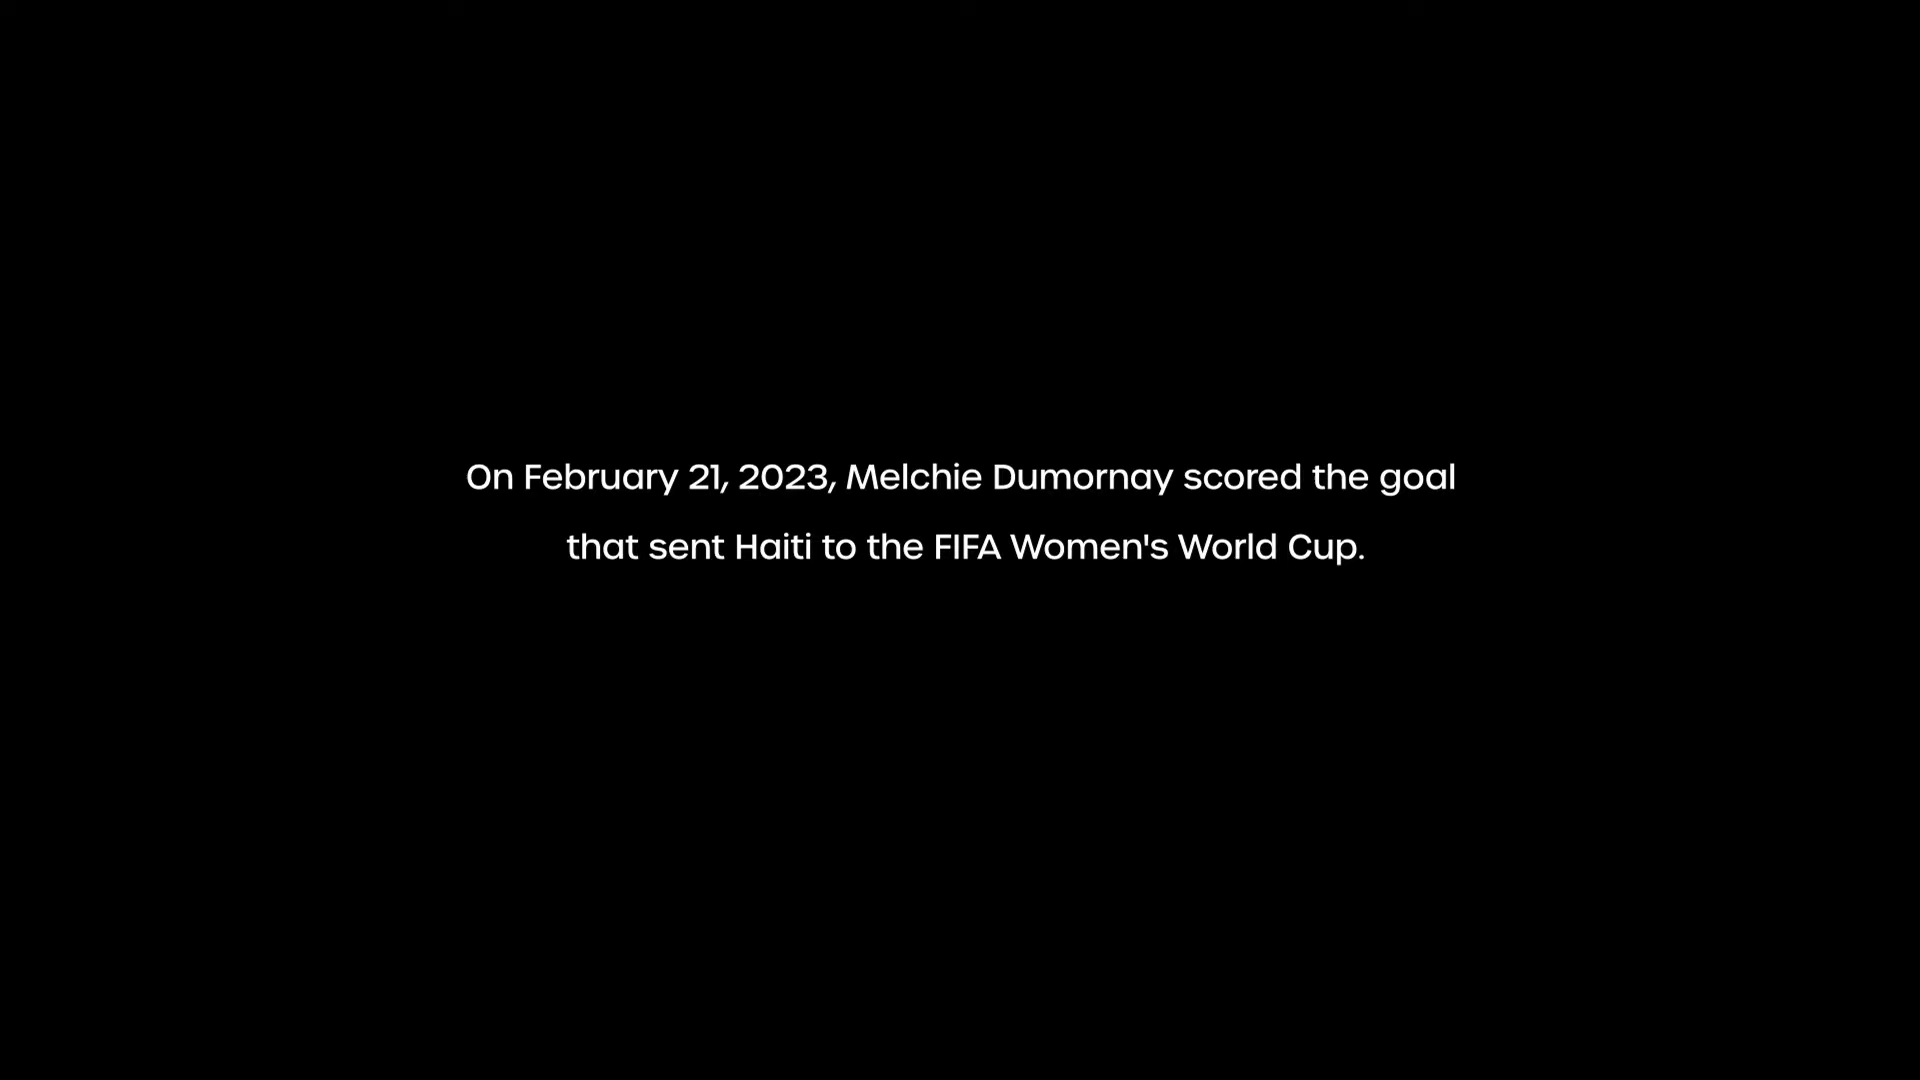 On February 21, 2023, Melchie Dumornay scored the goal
that sent Haiti to the FIFA Women's World Cup.